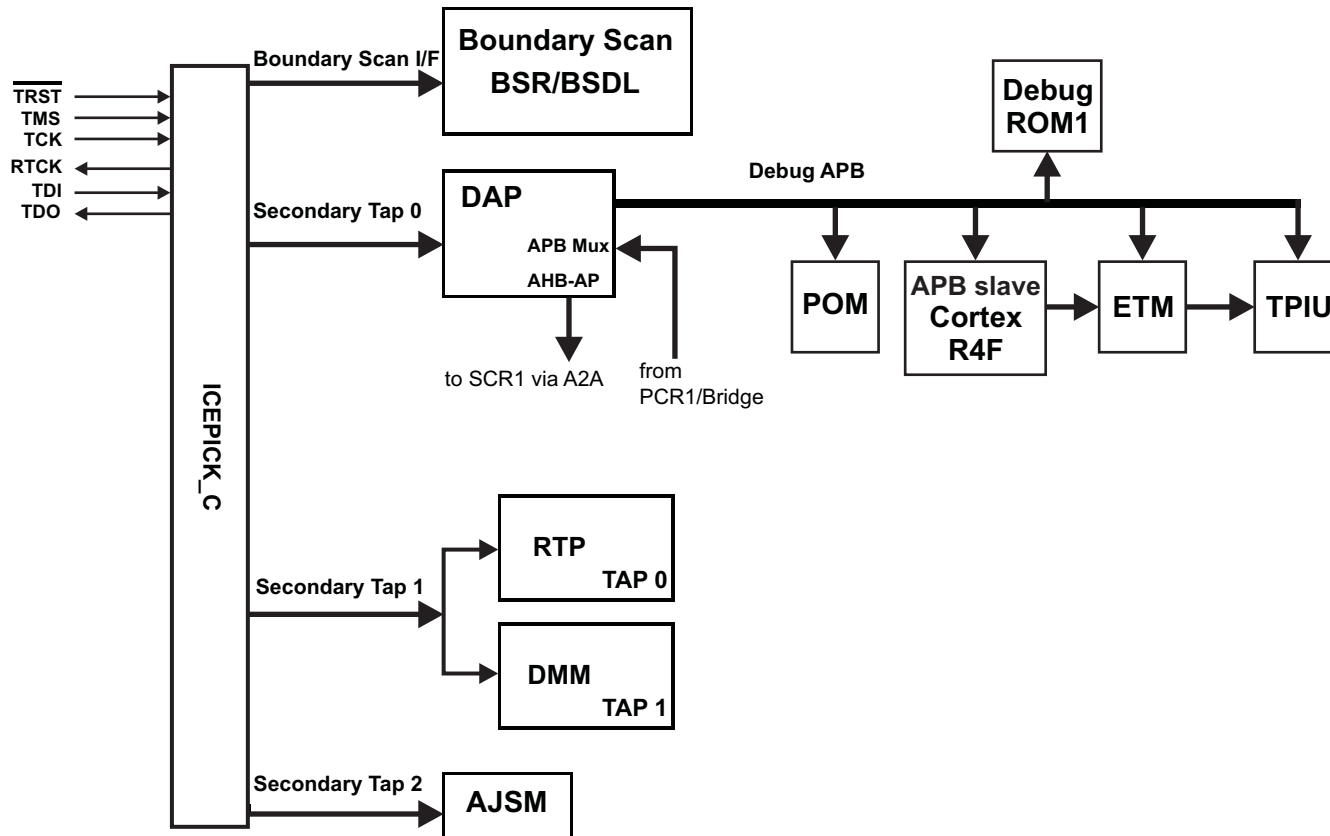 Boundary Scan I/F
Boundary Scan
BSR/BSDL
TRST
TMS
TCK
RTCK
TDI
TDO
ICEPICK_C
Debug
ROM1
Debug APB
Secondary Tap 0
DAP
APB Mux
AHB-AP
to SCR1 via A2A
from
PCR1/Bridge
POM
APB slave
Cortex
R4F
ETM
TPIU
Secondary Tap 1
RTP
TAP 0
DMM
TAP 1
Secondary Tap 2
AJSM